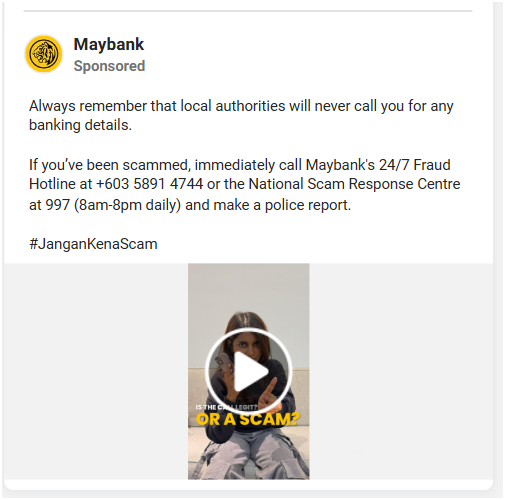 Maybank
Sponsored
Always remember that local authorities will never call you for any
banking details.
If you’ve been scammed, immediately call Maybank's 24/7 Fraud
Hotline at +603 5891 4744 or the National Scam Response Centre
at 997 (8am-8pm daily) and make a police report.
#JanganKenaScam
IS THE CALL LEGIT?
OR A SCAM?